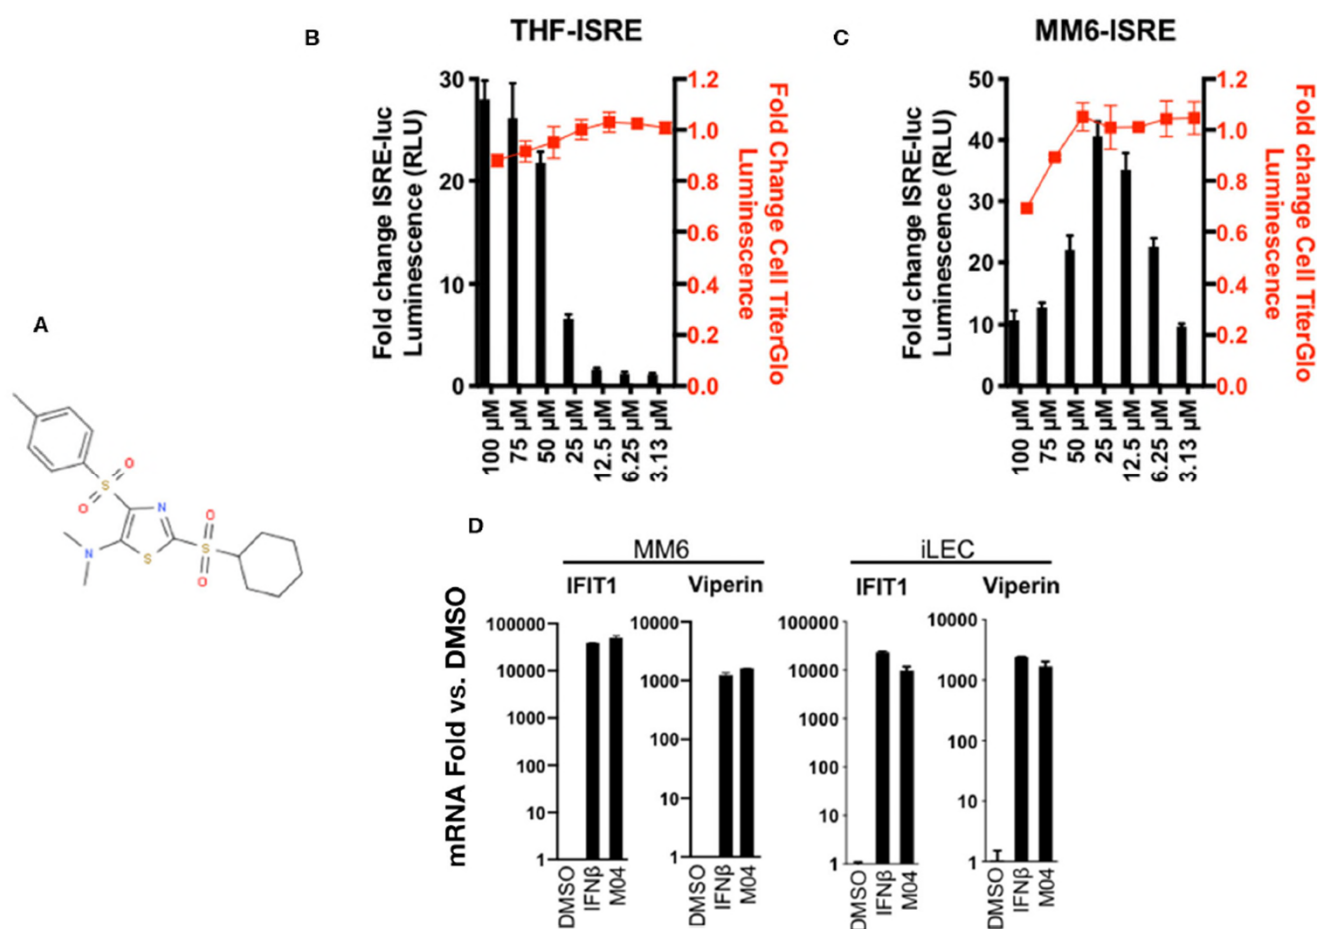 A
S
O
O
N
N
S
S
O
O
B
THF-ISRE
Fold change ISRE-luc
Luminescence (RLU)
30
20
10
0
1.2
1.0
0.8
0.6
0.4
0.2
0.0
Fold Change Cell TiterGlo
Luminescence
100 µM
75 µM
50 µM
25 µM
12.5 µM
6.25 µM
3.13 µM
C
MM6-ISRE
Fold change ISRE-luc
Luminescence (RLU)
50
40
30
20
10
0
1.2
1.0
0.8
0.6
0.4
0.2
0.0
Fold change Cell TiterGlo
Luminescence
100 µM
75 µM
50 µM
25 µM
12.5 µM
6.25 µM
3.13 µM
D
mRNA Fold vs. DMSO
MM6
IFIT1
100000
10000
1000
100
10
1
DMSO
IFNβ
M04
Viperin
10000
1000
100
10
1
DMSO
IFNβ
M04
iLEC
IFIT1
100000
10000
1000
100
10
1
DMSO
IFNβ
M04
Viperin
10000
1000
100
10
1
DMSO
IFNβ
M04